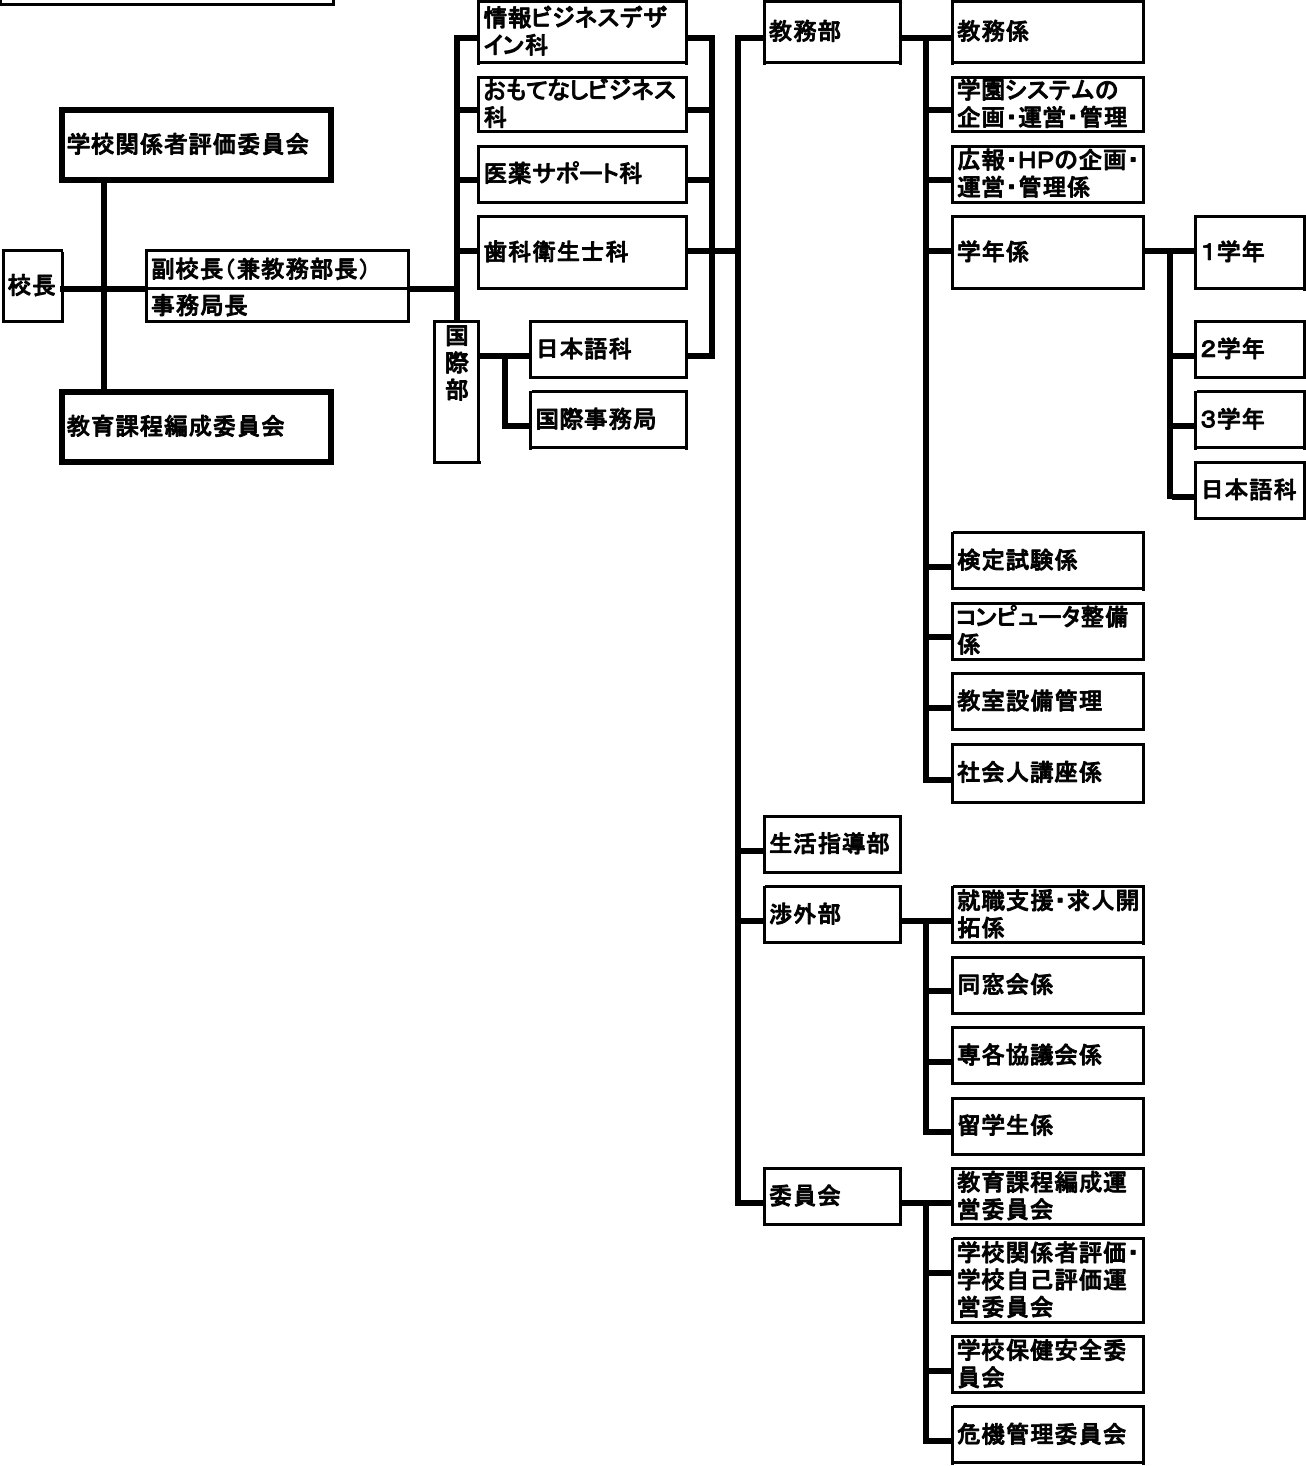 情報ビジネスデザ
イン科
おもてなしビジネス
科
医薬サポート科
歯科衛生士科
学校関係者評価委員会
校長
副校長（兼教務部長）
事務局長
教育課程編成委員会
国
際
部
日本語科
国際事務局
教務部
教務係
学園システムの
企画・運営・管理
広報・ＨＰの企画・
運営・管理係
学年係
１学年
２学年
３学年
日本語科
検定試験係
コンピュータ整備
係
教室設備管理
社会人講座係
生活指導部
渉外部
就職支援・求人開
拓係
同窓会係
専各協議会係
留学生係
委員会
教育課程編成運
営委員会
学校関係者評価・
学校自己評価運
営委員会
学校保健安全委
員会
危機管理委員会